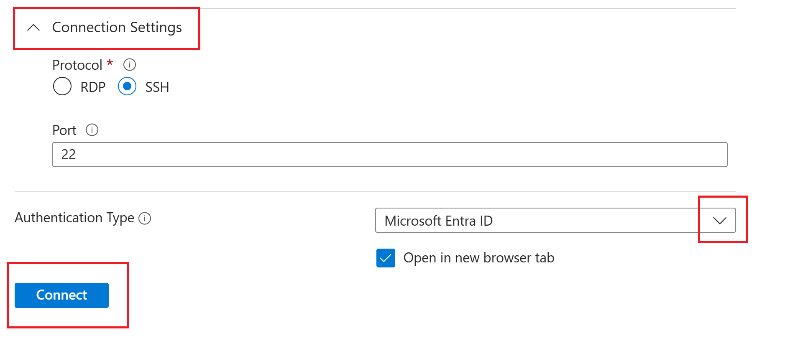 Connection Settings
Protocol *
RDP SSH
Port
22
Authentication Type Microsoft Entra ID
Open in new browser tab
Connect